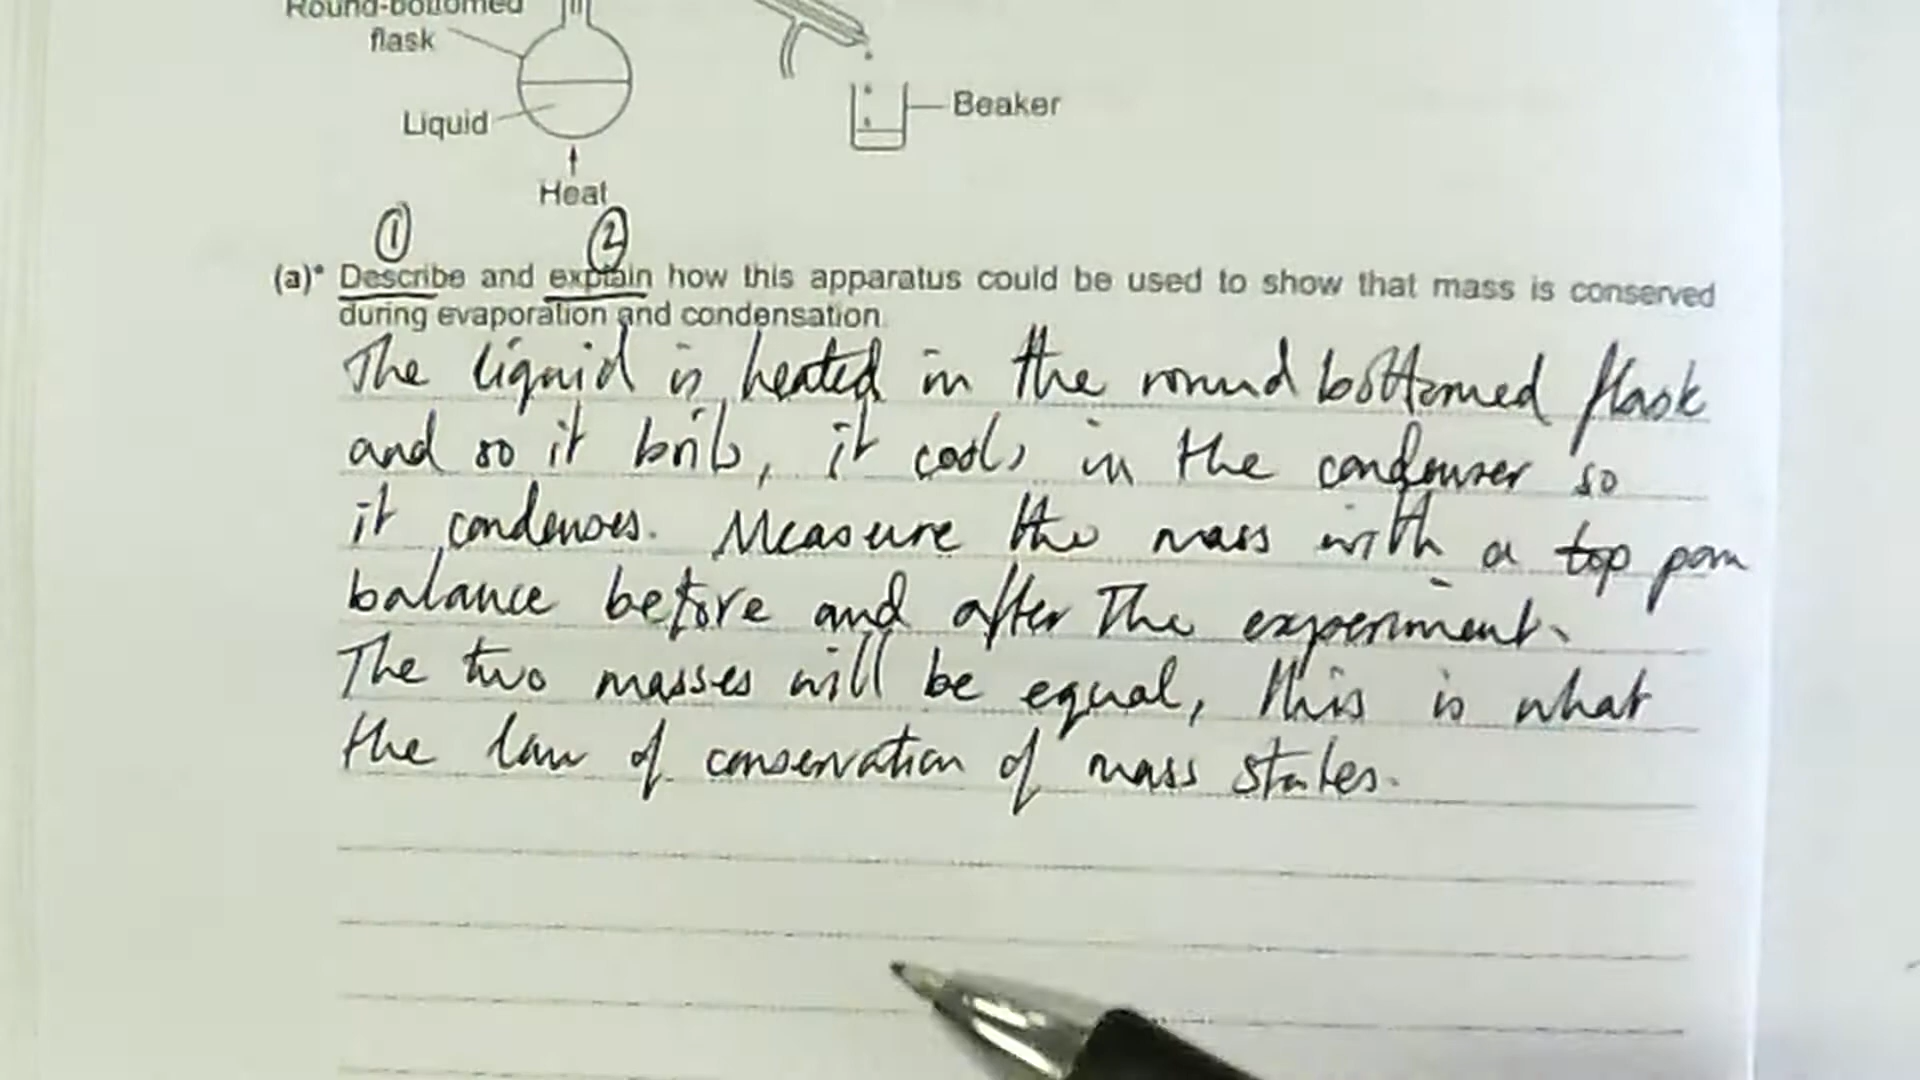 Round-bottomed
flask
Liquid
Heat
Beaker
① ②
(a)* Describe and explain how this apparatus could be used to show that mass is conserved
during evaporation and condensation.
The liquid is heated in the round bottomed flask
and so it boils, it cools in the condenser so
it condenses. Measure the mass with a top pan
balance before and after the experiment.
The two masses will be equal, this is what
the law of conservation of mass states.